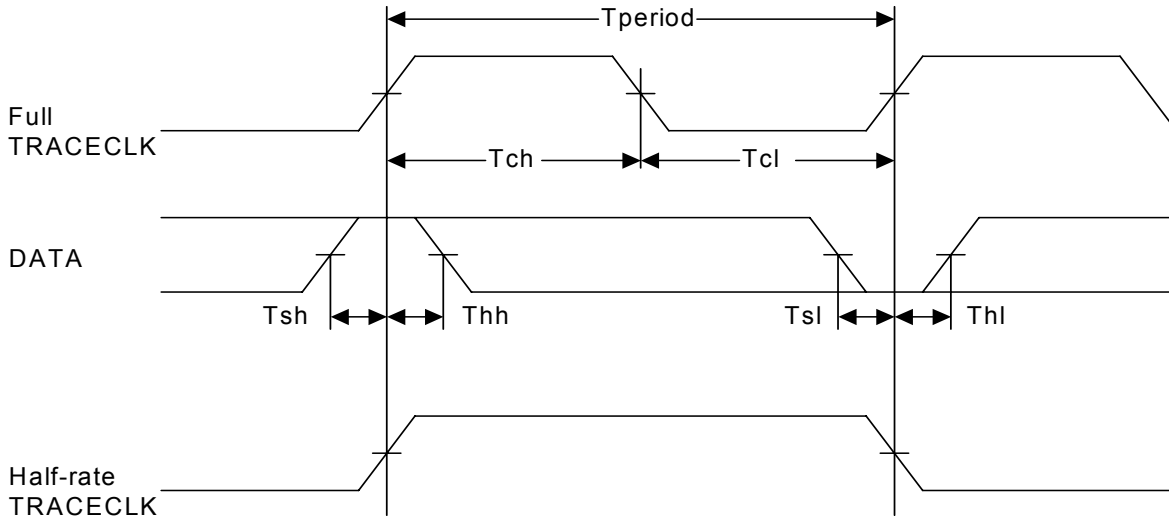 Tperiod
Full
TRACECLK
Tch
Tcl
DATA
Tsh
Thh
Tsl
Thl
Half-rate
TRACECLK